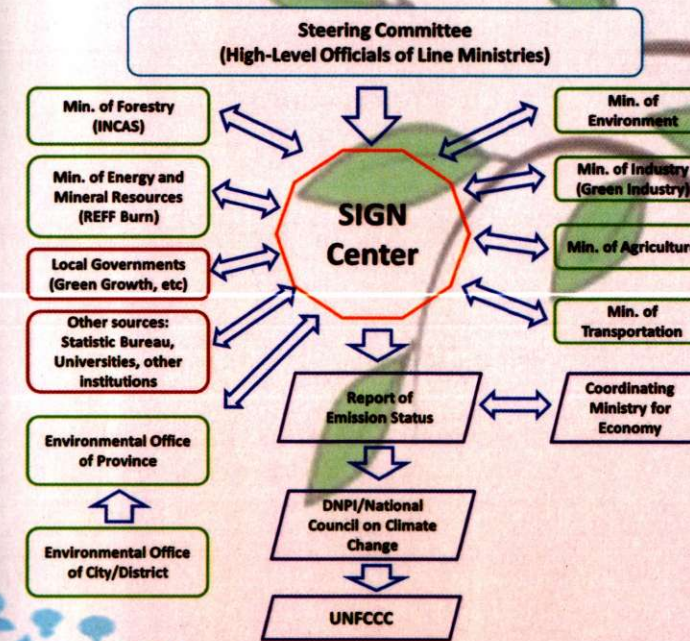 Steering Committee
(High-Level Officials of Line Ministries)
Min. of Forestry
(INCAS)
Min. of Energy and
Mineral Resources
(REFF Burn)
Local Governments
(Green Growth, etc)
Other sources:
Statistic Bureau,
Universities, other
institutions
Environmental Office
of Province
Environmental Office
of City/District
SIGN
Center
Min. of
Environment
Min. of Industry
(Green Industry)
Min. of Agriculture
Min. of
Transportation
Report of
Emission Status
Coordinating
Ministry for
Economy
DNPI/National
Council on Climate
Change
UNFCCC